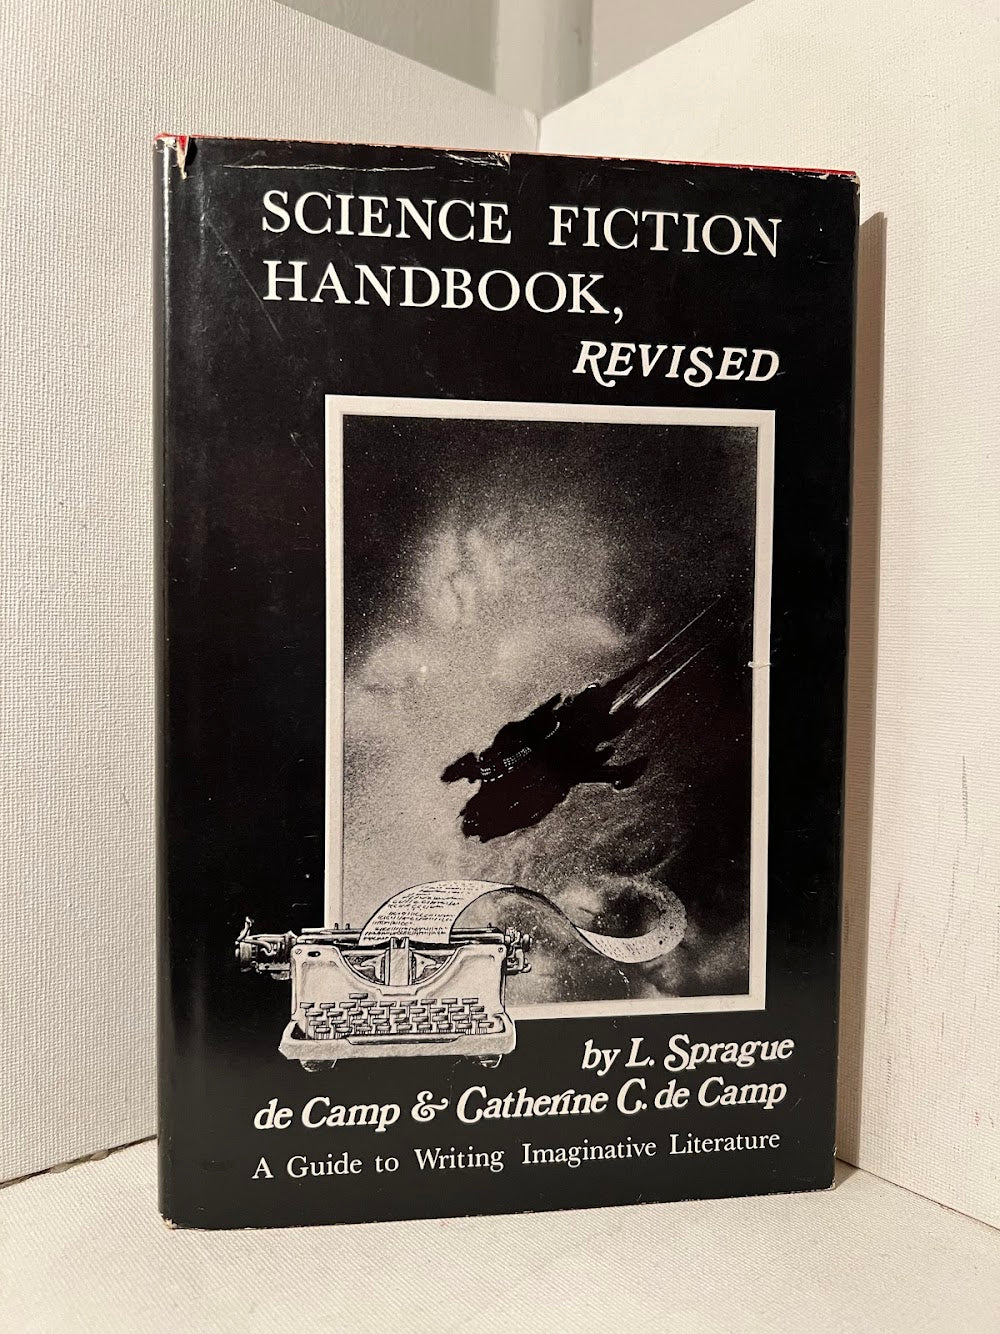 SCIENCE FICTION
HANDBOOK,
REVISED
by L. Sprague
de Camp & Catherine C. de Camp
A Guide to Writing Imaginative Literature